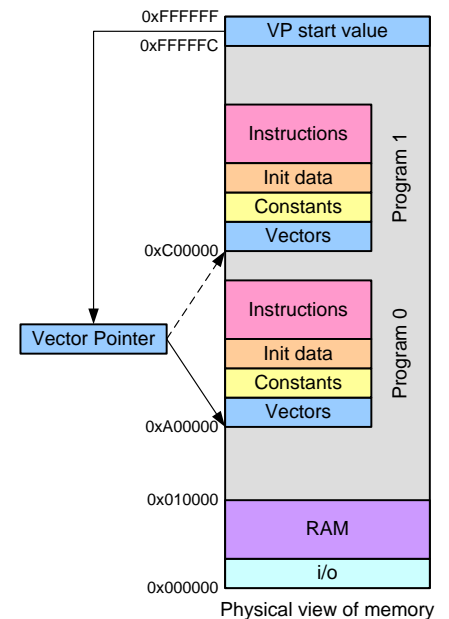 0xFFFFFF
VP start value
0xFFFFFC
Instructions
Init data
Constants
Vectors
Program 1
0xC00000
Instructions
Init data
Constants
Vectors
Program 0
Vector Pointer
0xA00000
0x010000
RAM
i/o
0x000000
Physical view of memory